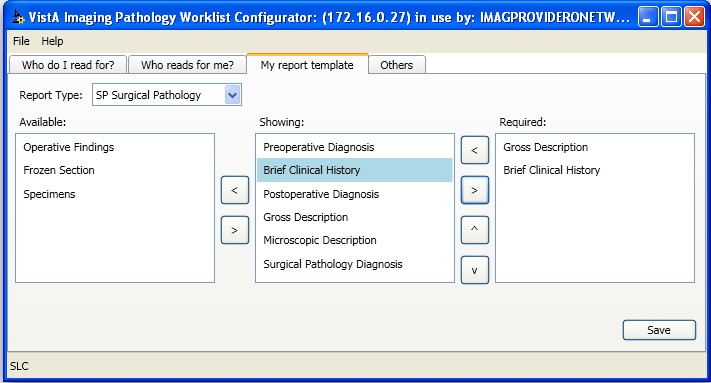 VistA Imaging Pathology Worklist Configurator: (172.16.0.27) in use by: IMAGPROVIDERONETW...
File Help
Who do I read for? Who reads for me? My report template Others
Report Type: SP Surgical Pathology
Available: Showing: Required:
Operative Findings Preoperative Diagnosis < Gross Description
Frozen Section Brief Clinical History Brief Clinical History
Specimens < Postoperative Diagnosis >
> Gross Description ^
Microscopic Description
Surgical Pathology Diagnosis v
Save
SLC